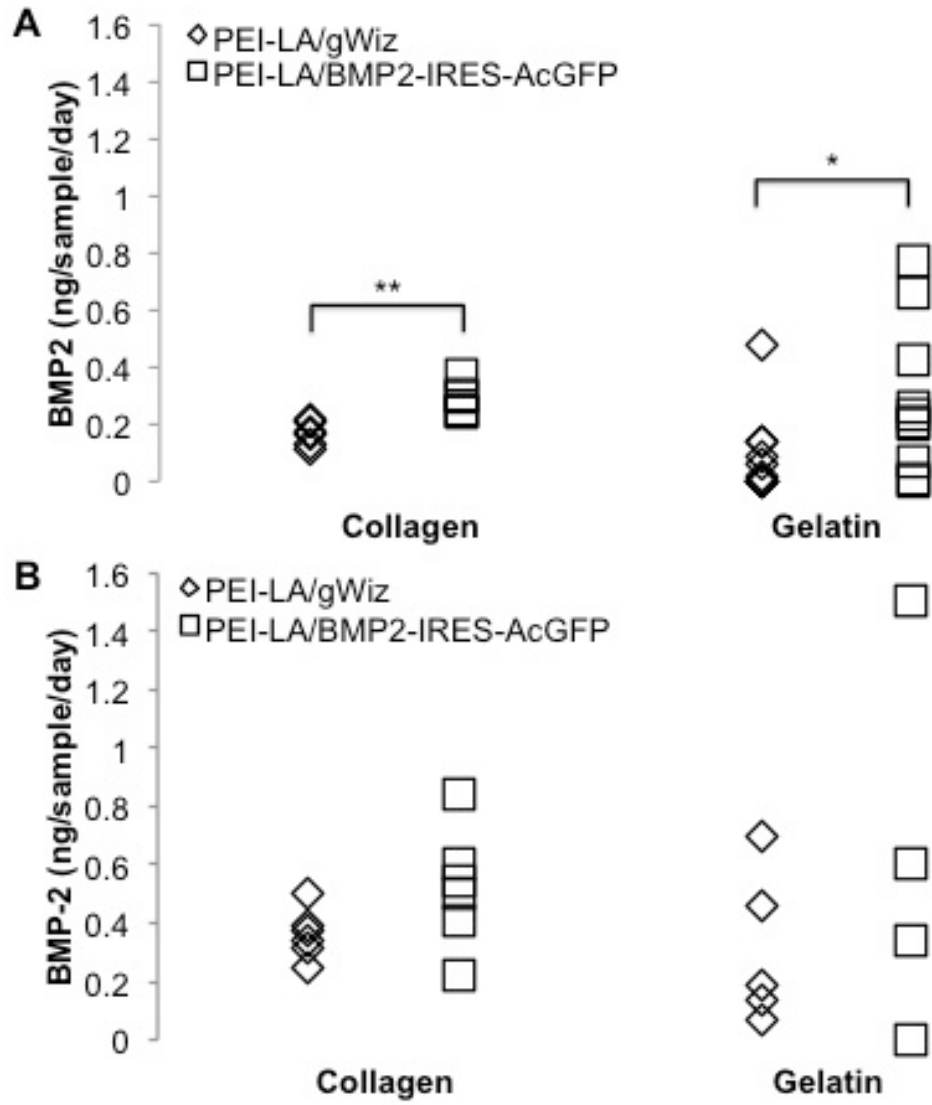 A
1.6
PEI-LA/gWiz
PEI-LA/BMP2-IRES-AcGFP
1.4
1.2
1
0.8
0.6
0.4
0.2
0
BMP2 (ng/sample/day)
**
*
Collagen Gelatin
B
1.6
PEI-LA/gWiz
PEI-LA/BMP2-IRES-AcGFP
1.4
1.2
1
0.8
0.6
0.4
0.2
0
BMP-2 (ng/sample/day)
Collagen Gelatin